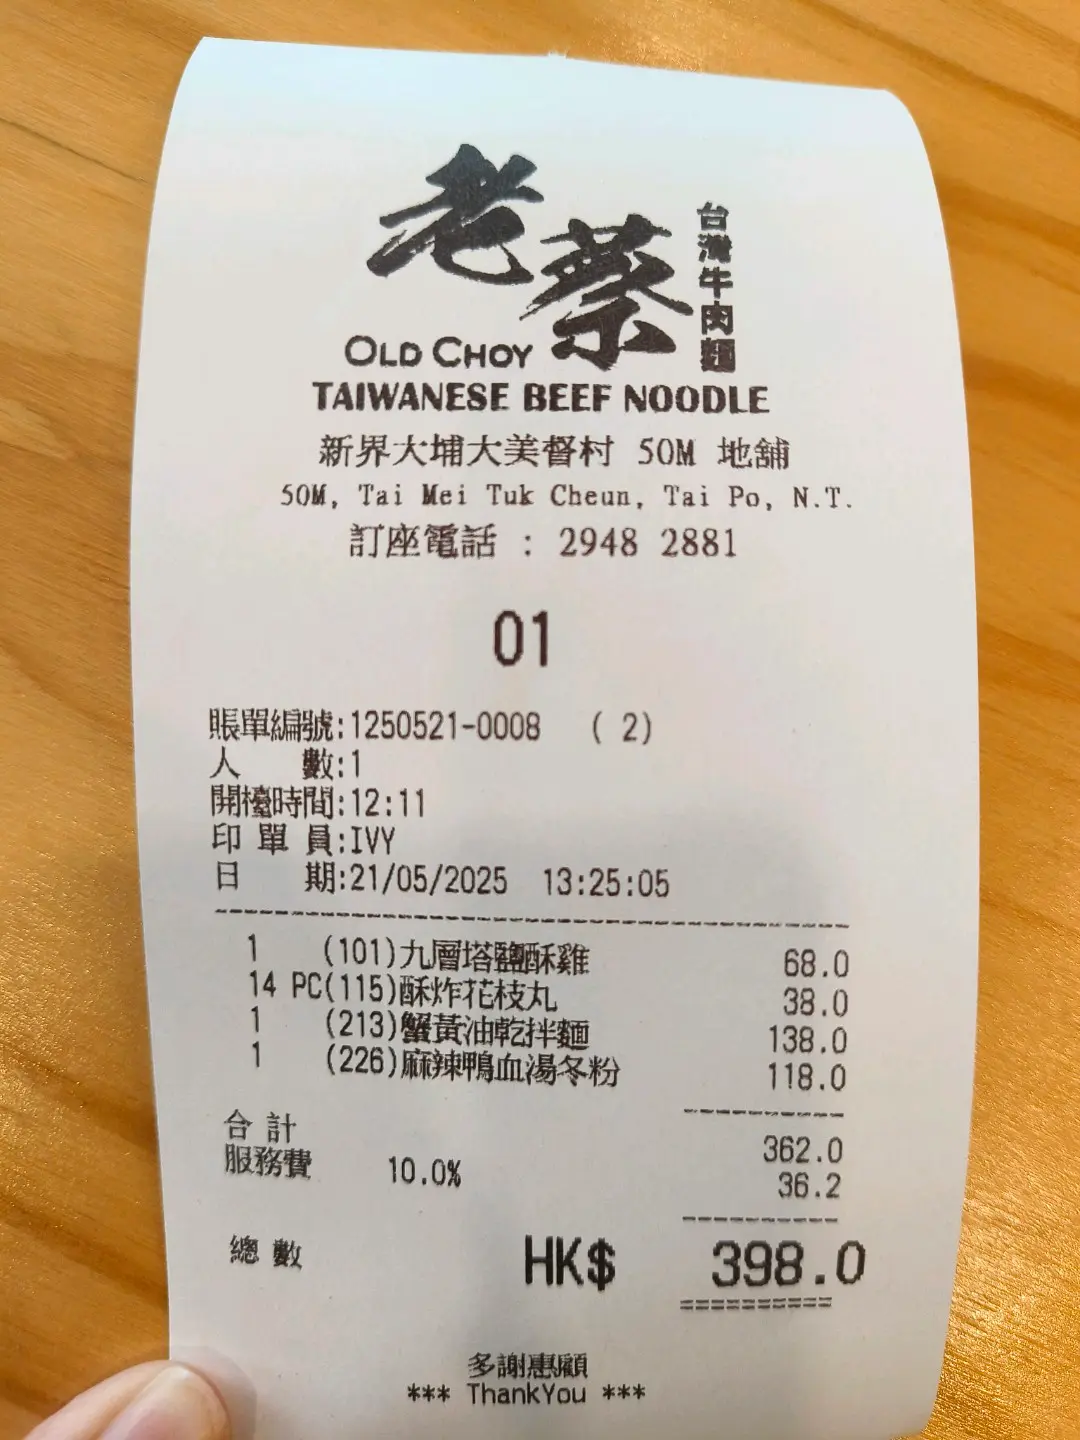 老蔡
台灣牛肉麵
OLD CHOY
TAIWANESE BEEF NOODLE
新界大埔大美督村 50M 地舖
50M, Tai Mei Tuk Cheun, Tai Po, N.T.
訂座電話 : 2948 2881
01
賬單編號:1250521-0008 ( 2)
人 數:1
開檯時間:12:11
印 單 員:IVY
日 期:21/05/2025 13:25:05
1 (101)九層塔鹽酥雞 68.0
14 PC(115)酥炸花枝丸 38.0
1 (213)蟹黃油乾拌麵 138.0
1 (226)麻辣鴨血湯冬粉 118.0
合 計 362.0
服務費 10.0% 36.2
總 數 HK$ 398.0
多謝惠顧
*** ThankYou ***